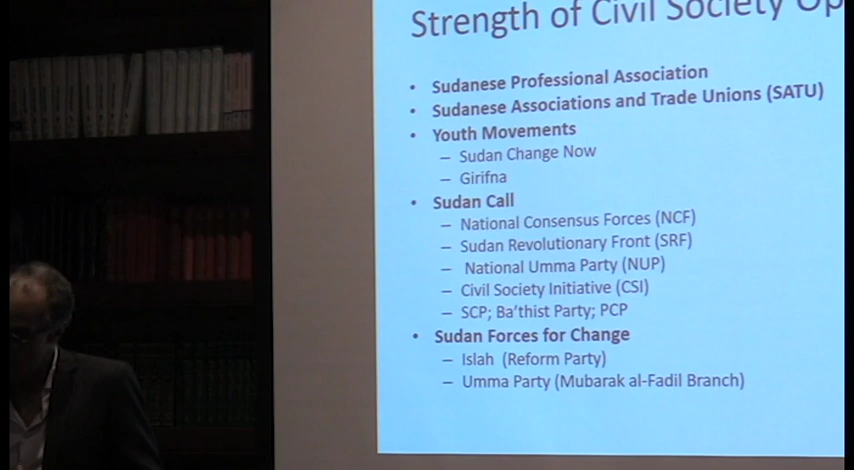 Strength of Civil Society Op
• Sudanese Professional Association
• Sudanese Associations and Trade Unions (SATU)
• Youth Movements
– Sudan Change Now
– Girifna
• Sudan Call
– National Consensus Forces (NCF)
– Sudan Revolutionary Front (SRF)
– National Umma Party (NUP)
– Civil Society Initiative (CSI)
– SCP; Ba'thist Party; PCP
• Sudan Forces for Change
– Islah (Reform Party)
– Umma Party (Mubarak al-Fadil Branch)